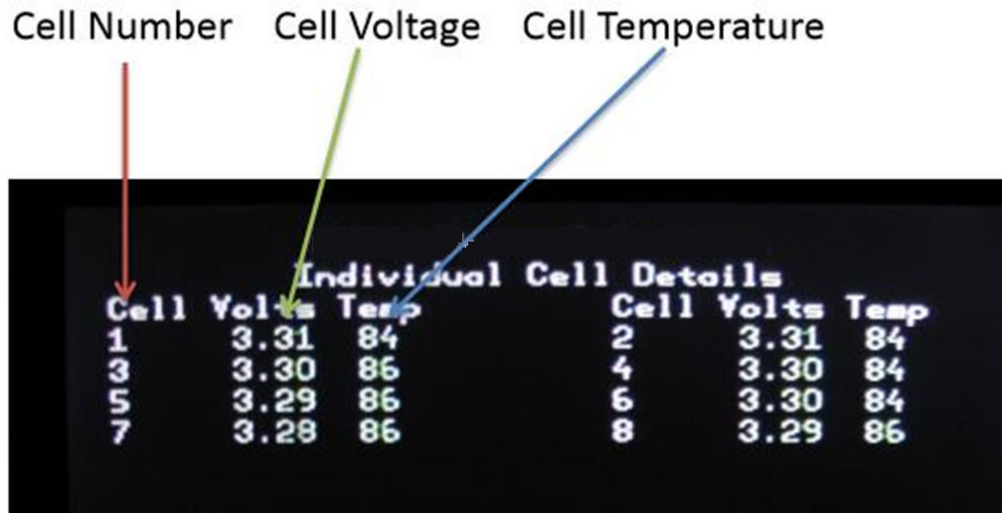 Cell Number Cell Voltage Cell Temperature
Individual Cell Details
Cell Volts Temp Cell Volts Temp
1 3.31 84 2 3.31 84
3 3.30 86 4 3.30 84
5 3.29 86 6 3.30 84
7 3.28 86 8 3.29 86